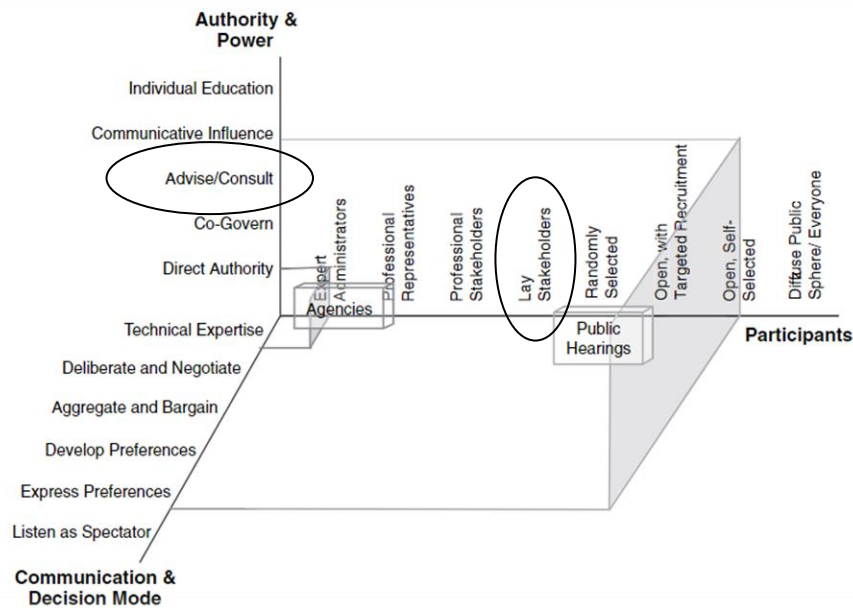 Authority &
Power
Individual Education
Communicative Influence
Advise/Consult
Co-Govern
Direct Authority
Expert
Administrators
Professional
Representatives
Professional
Stakeholders
Lay
Stakeholders
Randomly
Selected
Open, with
Targeted Recruitment
Open, Self-
Selected
Diffuse Public
Sphere/ Everyone
Agencies
Public
Hearings
Participants
Technical Expertise
Deliberate and Negotiate
Aggregate and Bargain
Develop Preferences
Express Preferences
Listen as Spectator
Communication &
Decision Mode